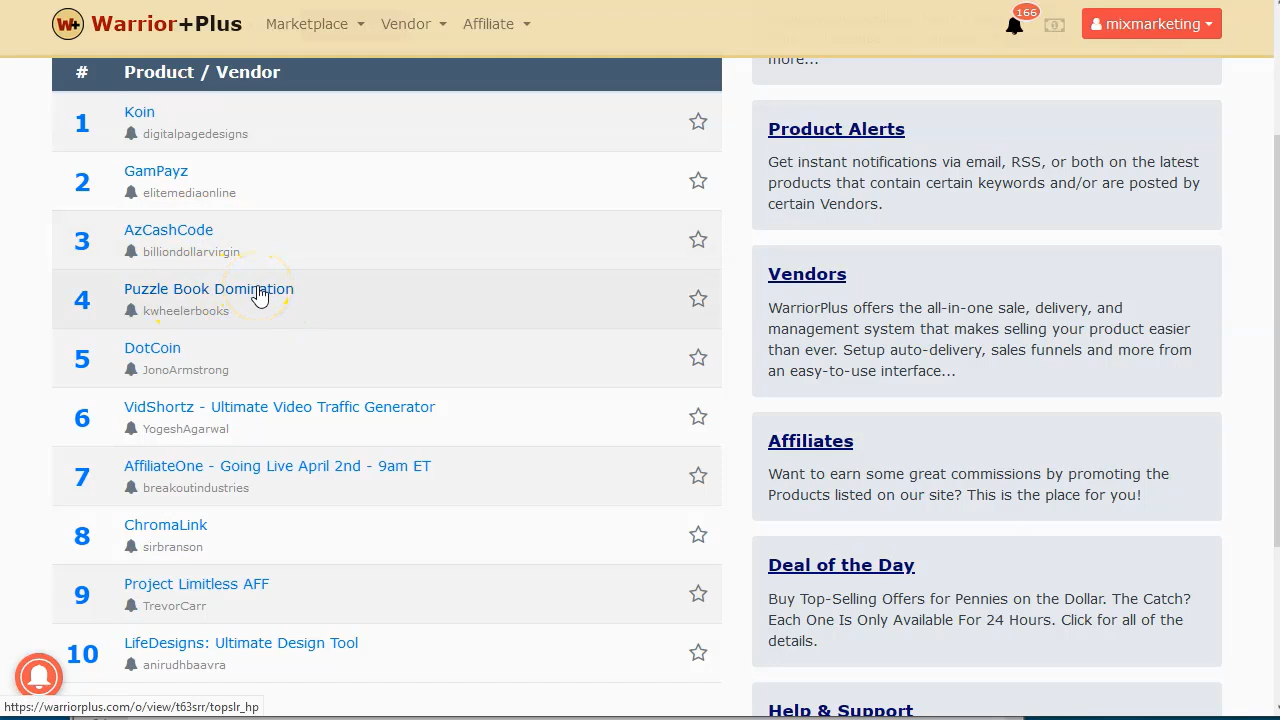 W+ Warrior+Plus Marketplace Vendor Affiliate 166 mixmarketing
# Product / Vendor
1 Koin
digitalpagedesigns
2 GamPayz
elitemediaonline
3 AzCashCode
billiondollarvirgin
4 Puzzle Book Domination
kwheelerbooks
5 DotCoin
JonoArmstrong
6 VidShortz - Ultimate Video Traffic Generator
YogeshAgarwal
7 AffiliateOne - Going Live April 2nd - 9am ET
breakoutindustries
8 ChromaLink
sirbranson
9 Project Limitless AFF
TrevorCarr
10 LifeDesigns: Ultimate Design Tool
anirudhbaavra
more...
Product Alerts
Get instant notifications via email, RSS, or both on the latest
products that contain certain keywords and/or are posted by
certain Vendors.
Vendors
WarriorPlus offers the all-in-one sale, delivery, and
management system that makes selling your product easier
than ever. Setup auto-delivery, sales funnels and more from
an easy-to-use interface...
Affiliates
Want to earn some great commissions by promoting the
Products listed on our site? This is the place for you!
Deal of the Day
Buy Top-Selling Offers for Pennies on the Dollar. The Catch?
Each One Is Only Available For 24 Hours. Click for all of the
details.
Help & Support
https://warriorplus.com/o/view/t63srr/topslr_hp